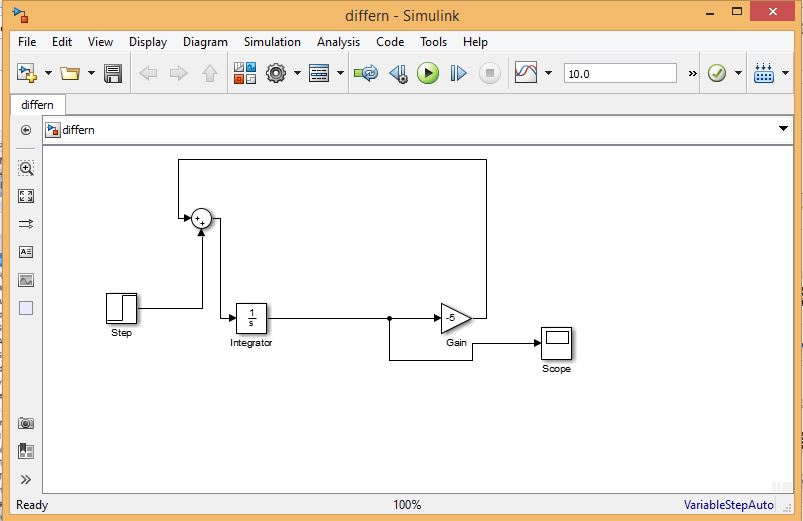 differn - Simulink
File Edit View Display Diagram Simulation Analysis Code Tools Help
10.0 »
differn
differn
A
++
Step
1
s
Integrator
-5
Gain
Scope
»
Ready 100% VariableStepAuto